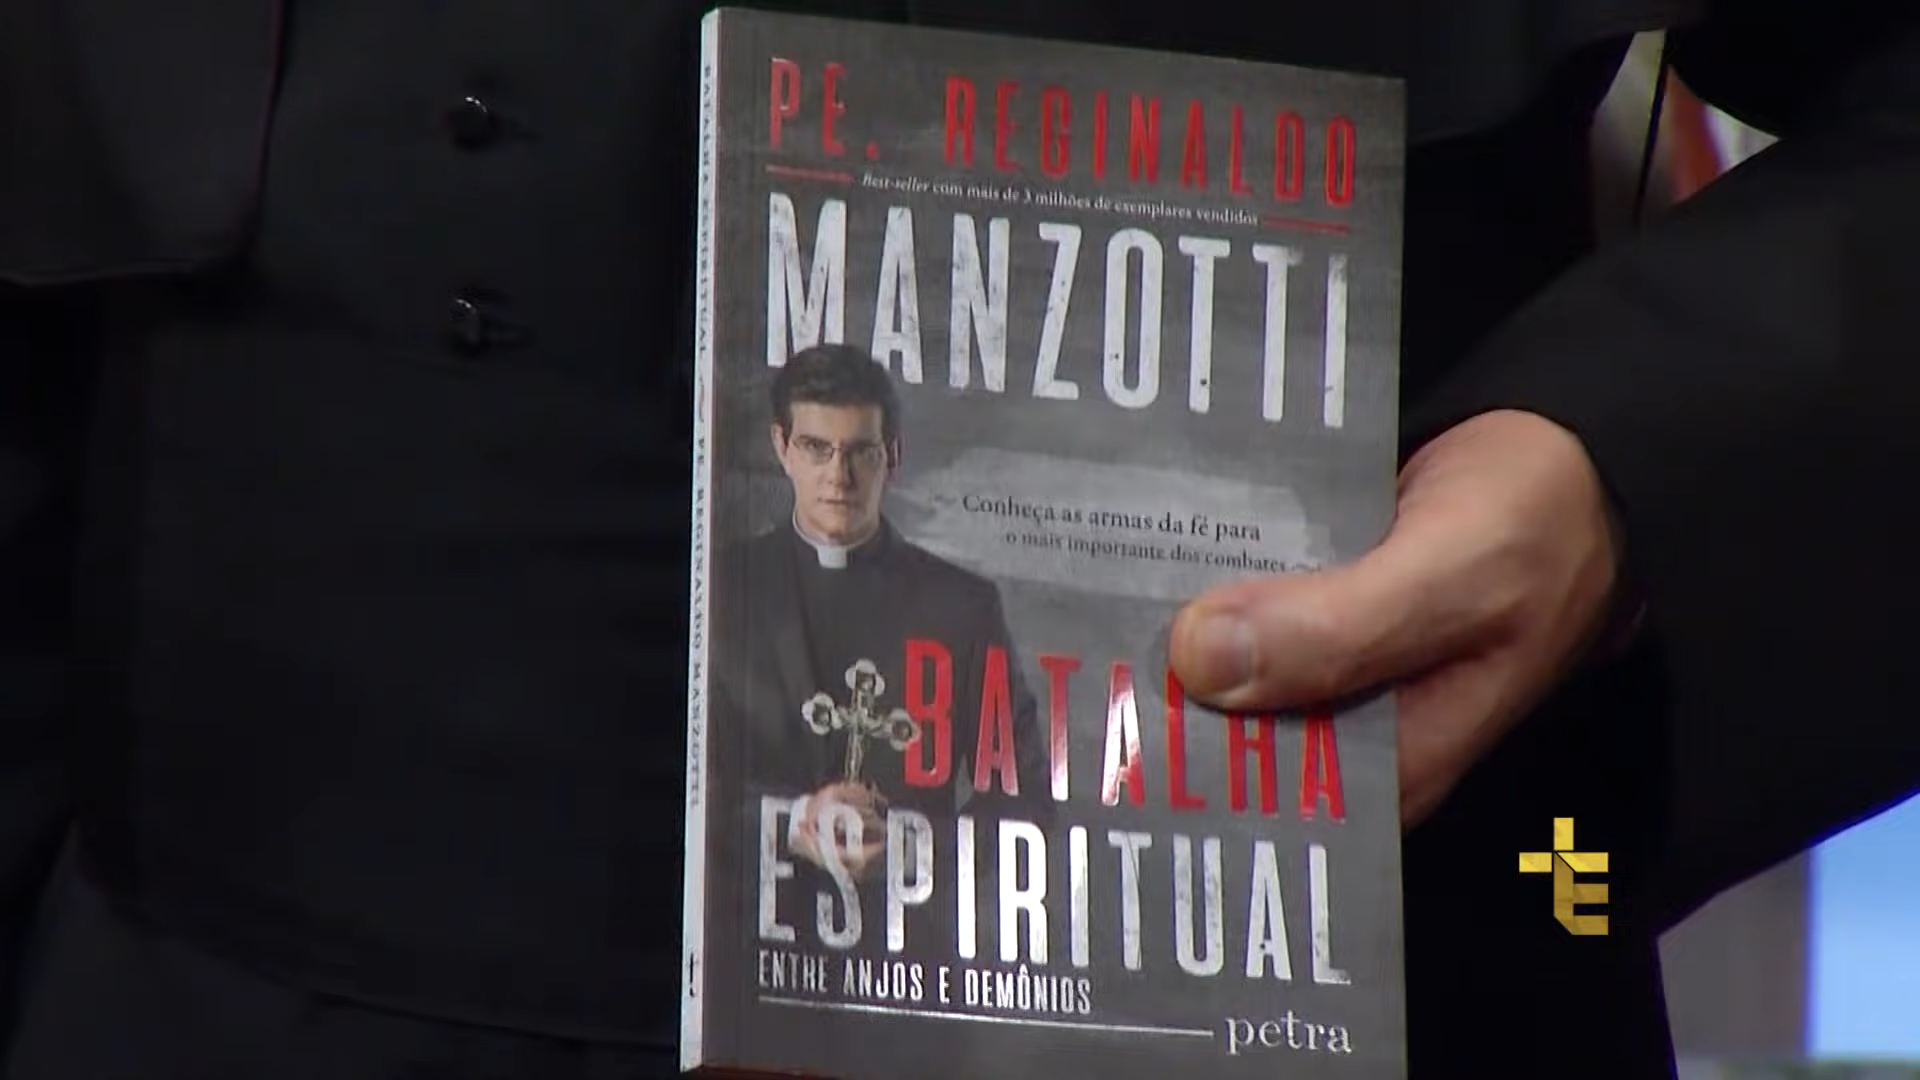 PE. REGINALDO
Best-seller com mais de 3 milhões de exemplares vendidos
MANZOTTI
Conheça as armas da fé para
o mais importante dos combates
BATALHA
ESPIRITUAL
ENTRE ANJOS E DEMÔNIOS
petra
BATALHA ESPIRITUAL PE. REGINALDO MANZOTTI